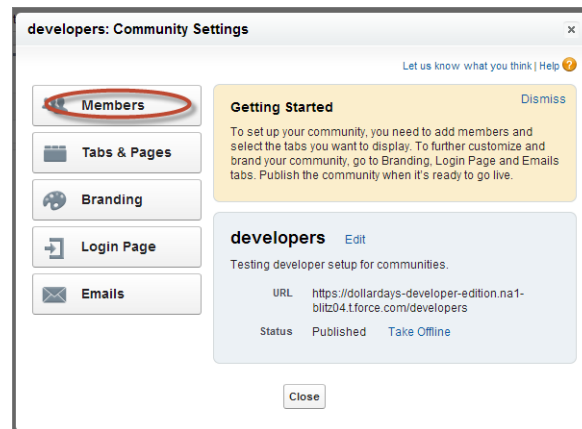 developers: Community Settings
Let us know what you think | Help
Members
Tabs & Pages
Branding
Login Page
Emails
Getting Started
Dismiss
To set up your community, you need to add members and
select the tabs you want to display. To further customize and
brand your community, go to Branding, Login Page and Emails
tabs. Publish the community when it's ready to go live.
developers Edit
Testing developer setup for communities.
URL https://dollardays-developer-edition.na1-
blitz04.t.force.com/developers
Status Published Take Offline
Close